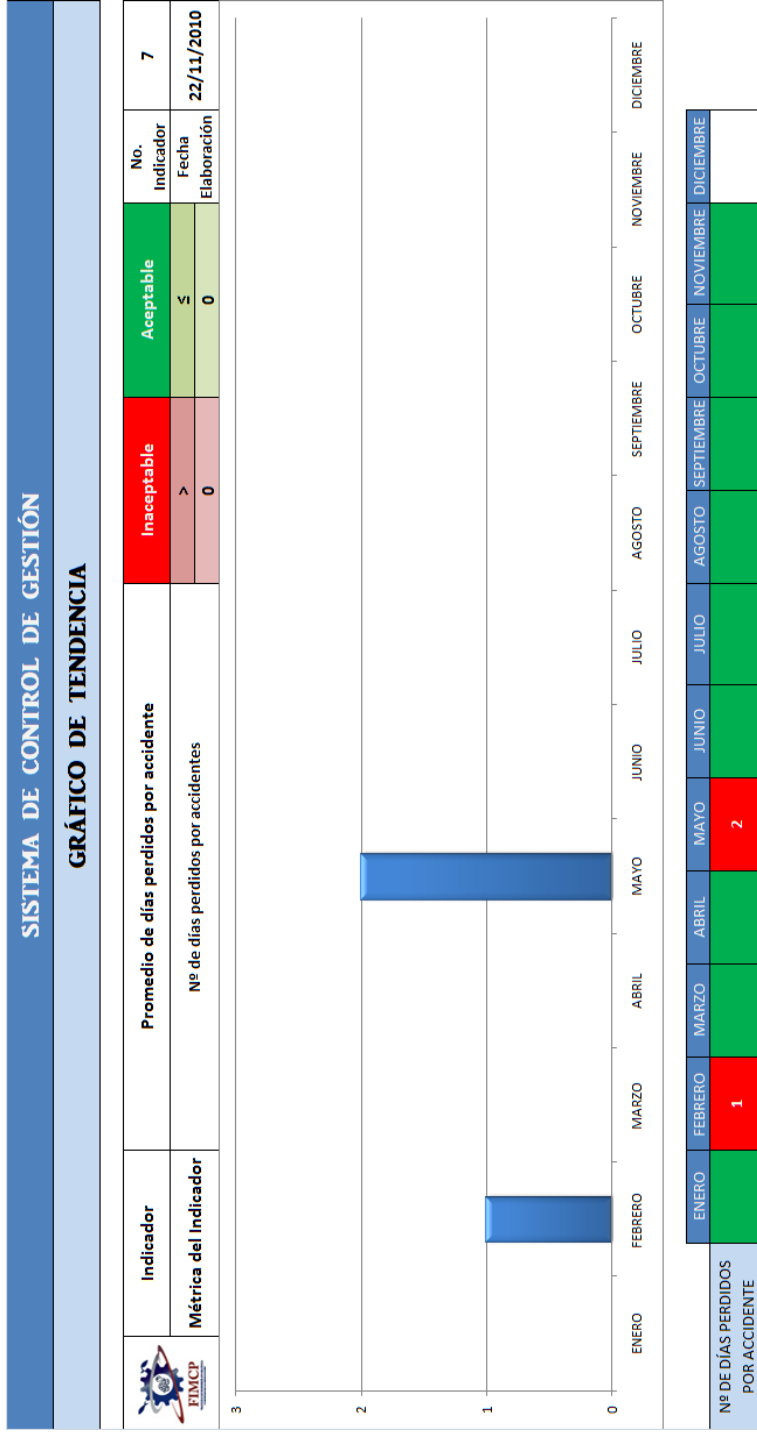 SISTEMA DE CONTROL DE GESTIÓN
GRÁFICO DE TENDENCIA
FIMCP
Indicador
Promedio de días perdidos por accidente
Inaceptable
Aceptable
No.
Indicador
7
Métrica del Indicador
Nº de días perdidos por accidentes
>
≤
0
0
Fecha
Elaboración
22/11/2010
3
2
1
0
ENERO FEBRERO MARZO ABRIL MAYO JUNIO JULIO AGOSTO SEPTIEMBRE OCTUBRE NOVIEMBRE DICIEMBRE
ENERO FEBRERO MARZO ABRIL MAYO JUNIO JULIO AGOSTO SEPTIEMBRE OCTUBRE NOVIEMBRE DICIEMBRE
Nº DE DÍAS PERDIDOS
POR ACCIDENTE
1 2